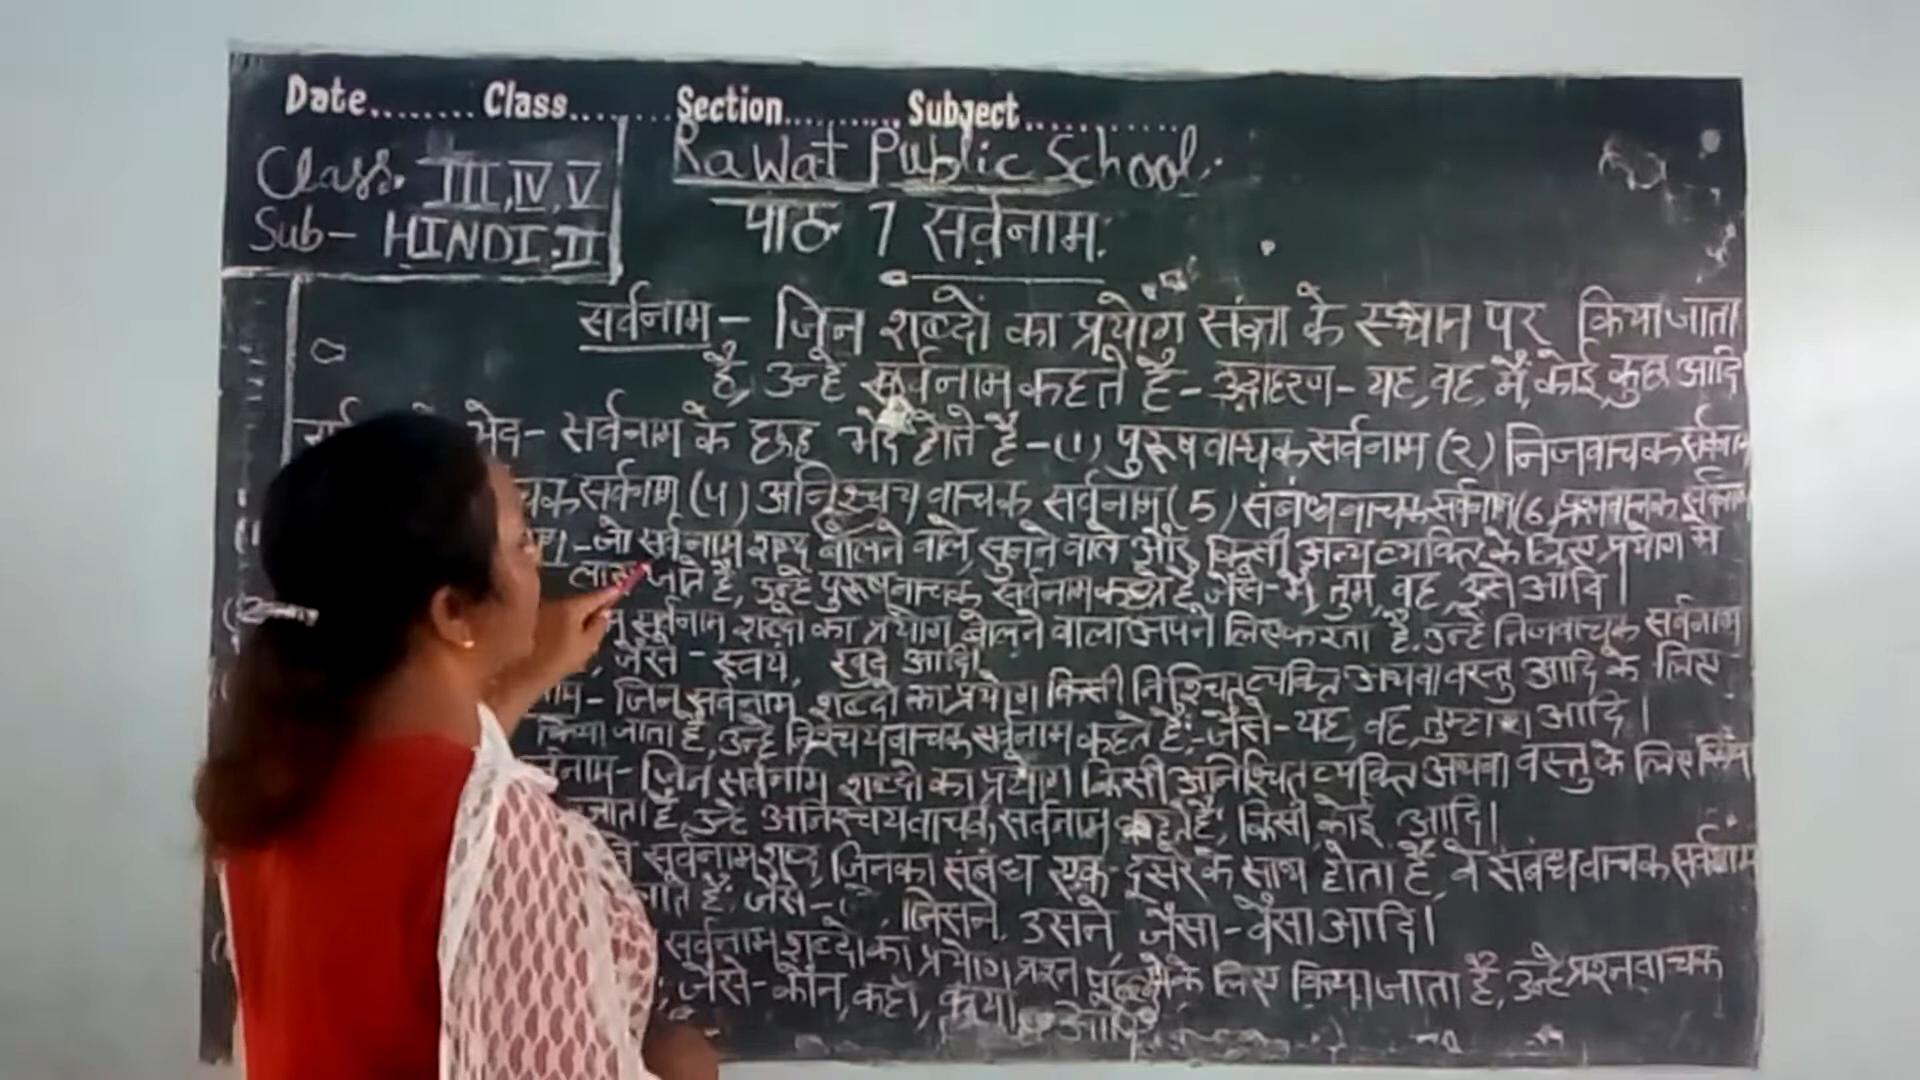 Date........ Class.......... Section.......... Subject.............
Class. III, IV, V
Sub- HINDI-II
Rawat Public School.
पाठ 7 सर्वनाम
सर्वनाम - जिन शब्दों का प्रयोग संज्ञा के स्थान पर किया जाता
है, उन्हे सर्वनाम कहते है - उदाहरण - यह, वह, मैं, कोई, कुछ आदि
भेद - सर्वनाम के छह भेद होते है - (1) पुरूषवाचक सर्वनाम (२) निजवाचक सर्वनाम
सर्वनाम (4) अनिश्चय वाचक सर्वनाम (5) संबंधवाचक सर्वनाम (6) प्रश्नवाचक सर्वनाम
- जो सर्वनाम शब्द बोलने वाले, सुनने वाले और किसी अन्य व्यक्ति के लिए प्रयोग मे
जाते है, उन्हे पुरूषवाचक सर्वनाम कहते है जैसे - मै, तुम, वह, आदि।
सर्वनाम शब्दो का प्रयोग बोलने वाला अपने लिए करता है. उन्हे निजवाचक सर्वनाम
जैसे - स्वयं, खुद आदि।
- जिन सर्वनाम शब्दो का प्रयोग किसी निश्चित व्यक्ति अथवा वस्तु आदि के लिए
किया जाता है, उन्हे निश्चयवाचक सर्वनाम कहते है:- जैसे - यह, वह, तुम्हारा आदि।
- जिन सर्वनाम शब्दो का प्रयोग किसी अनिश्चित व्यक्ति अथवा वस्तु के लिए किया
जाता है, उन्हे अनिश्चयवाचक सर्वनाम कहते है, किसी, कोई, आदि।
सर्वनाम शब्द, जिनका संबंध एक-दूसरे के साथ होता है, वे संबंधवाचक सर्वनाम
जाते है, जैसे - जिसने, उसने, जैसा - वैसा आदि।
सर्वनाम शब्दो का प्रयोग प्रश्न पूछने के लिए किया जाता है, उन्हे प्रश्नवाचक
जैसे - कौन, कहाँ, क्या आदि